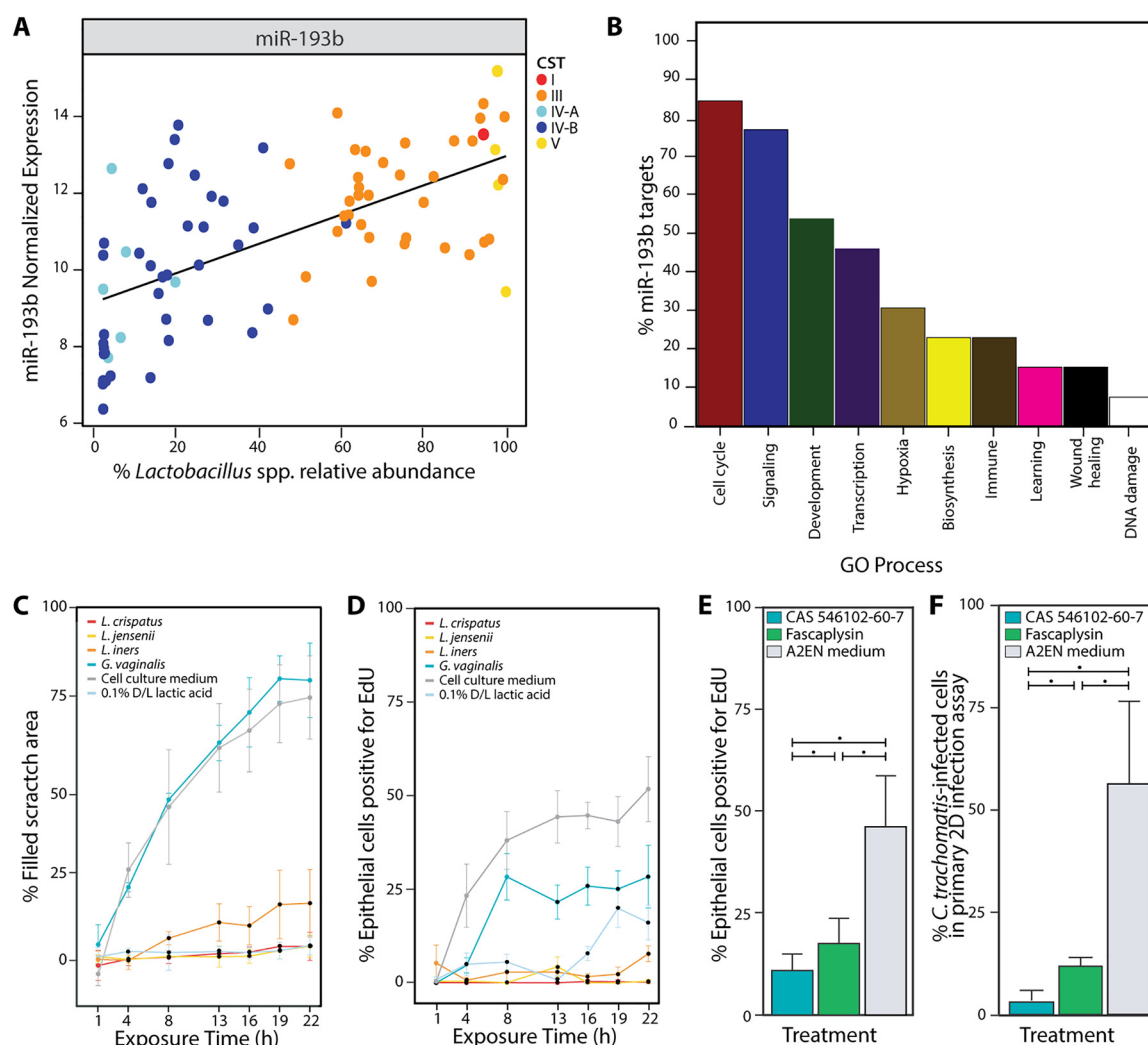 A
miR-193b
miR-193b Normalized Expression
14
12
10
8
6
0
20
40
60
80
100
% Lactobacillus spp. relative abundance
CST
I
III
IV-A
IV-B
V
B
% miR-193b targets
100
90
80
70
60
50
40
30
20
10
0
Cell cycle
Signaling
Development
Transcription
Hypoxia
Biosynthesis
Immune
Learning
Wound
healing
DNA damage
GO Process
C
% Filled scractch area
100
75
50
25
0
L. crispatus
L. jensenii
L. iners
G. vaginalis
Cell culture medium
0.1% D/L lactic acid
1
4
8
13
16
19
22
Exposure Time (h)
D
% Epithelial cells positive for EdU
100
75
50
25
0
L. crispatus
L. jensenii
L. iners
G. vaginalis
Cell culture medium
0.1% D/L lactic acid
1
4
8
13
16
19
22
Exposure Time (h)
E
% Epithelial cells positive for EdU
100
75
50
25
0
CAS 546102-60-7
Fascaplysin
A2EN medium
Treatment
F
% C. trachomatis-infected cells
in primary 2D infection assay
100
75
50
25
0
CAS 546102-60-7
Fascaplysin
A2EN medium
Treatment